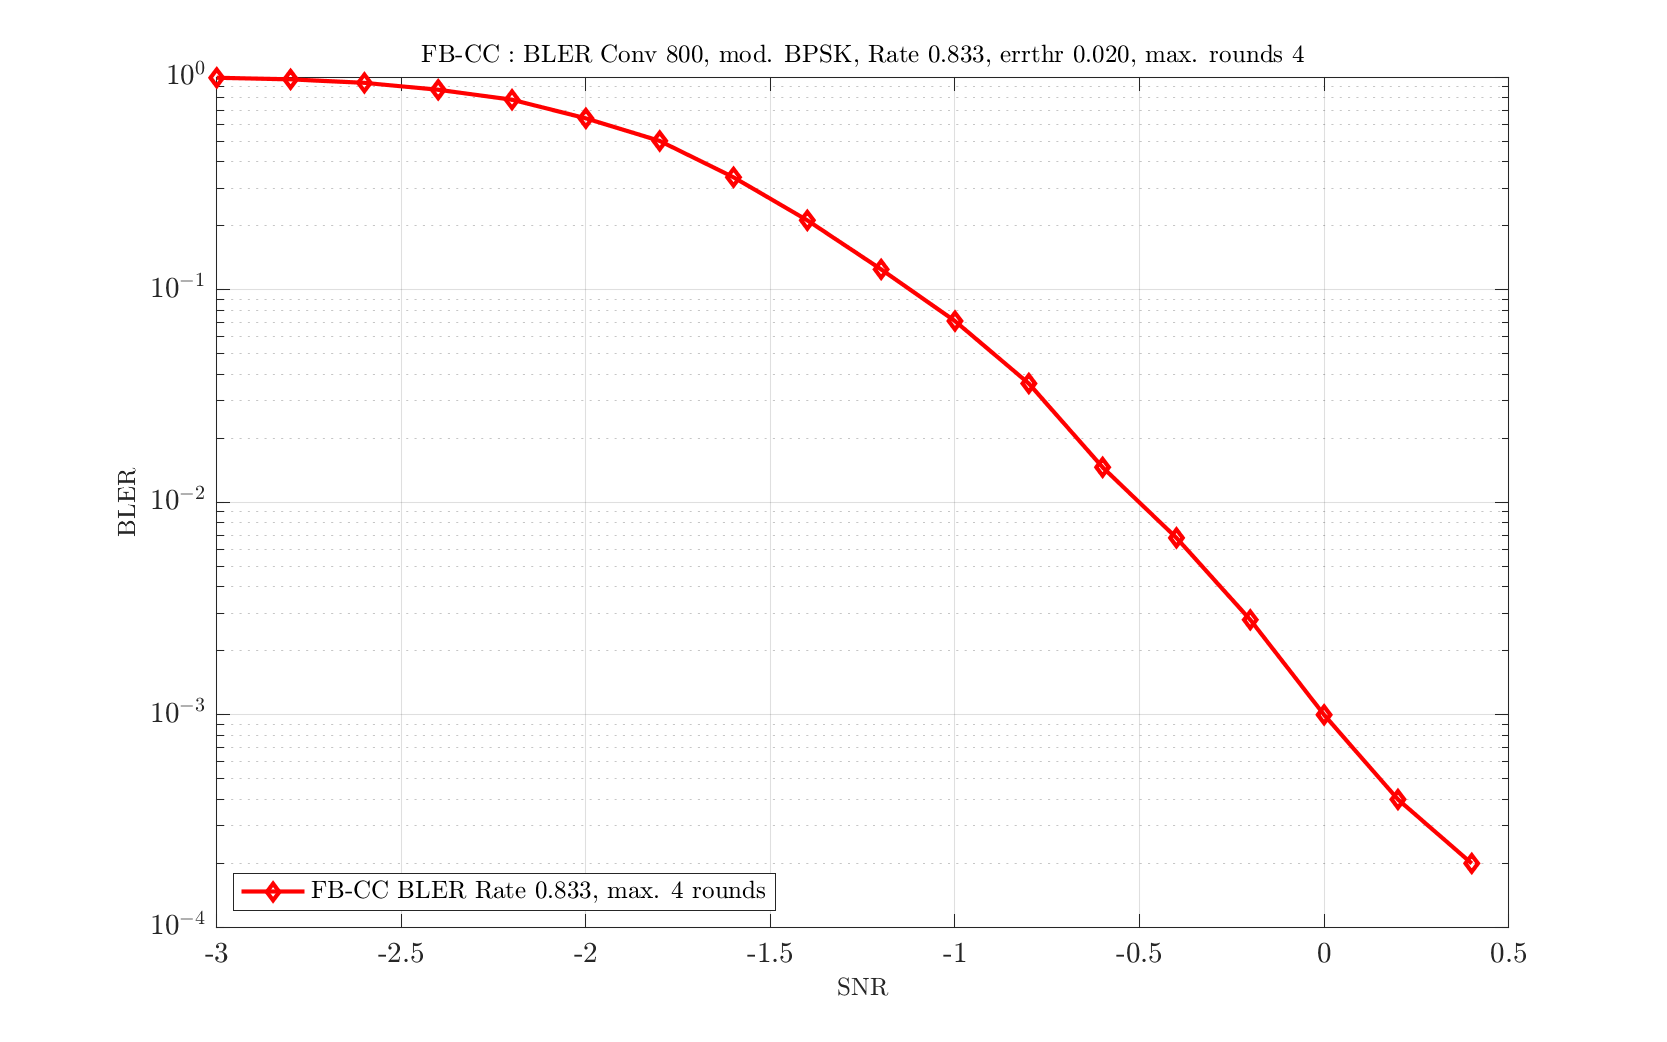 FB-CC : BLER Conv 800, mod. BPSK, Rate 0.833, errthr 0.020, max. rounds 4
10^0
10^-1
10^-2
10^-3
10^-4
BLER
FB-CC BLER Rate 0.833, max. 4 rounds
-3 -2.5 -2 -1.5 -1 -0.5 0 0.5
SNR